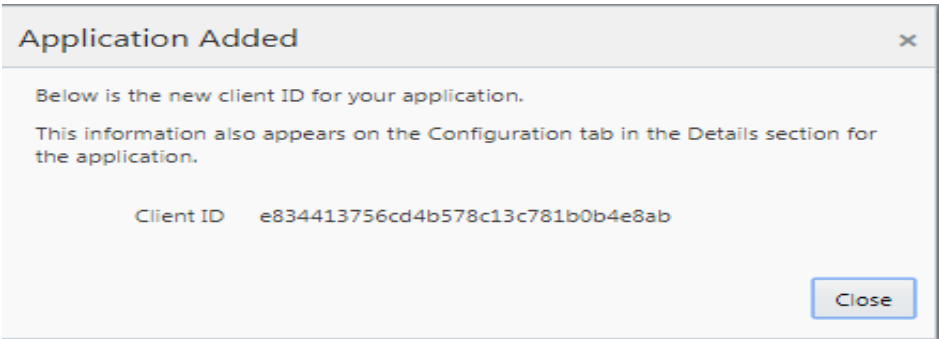 Application Added
Below is the new client ID for your application.
This information also appears on the Configuration tab in the Details section for
the application.
Client ID e834413756cd4b578c13c781b0b4e8ab
Close